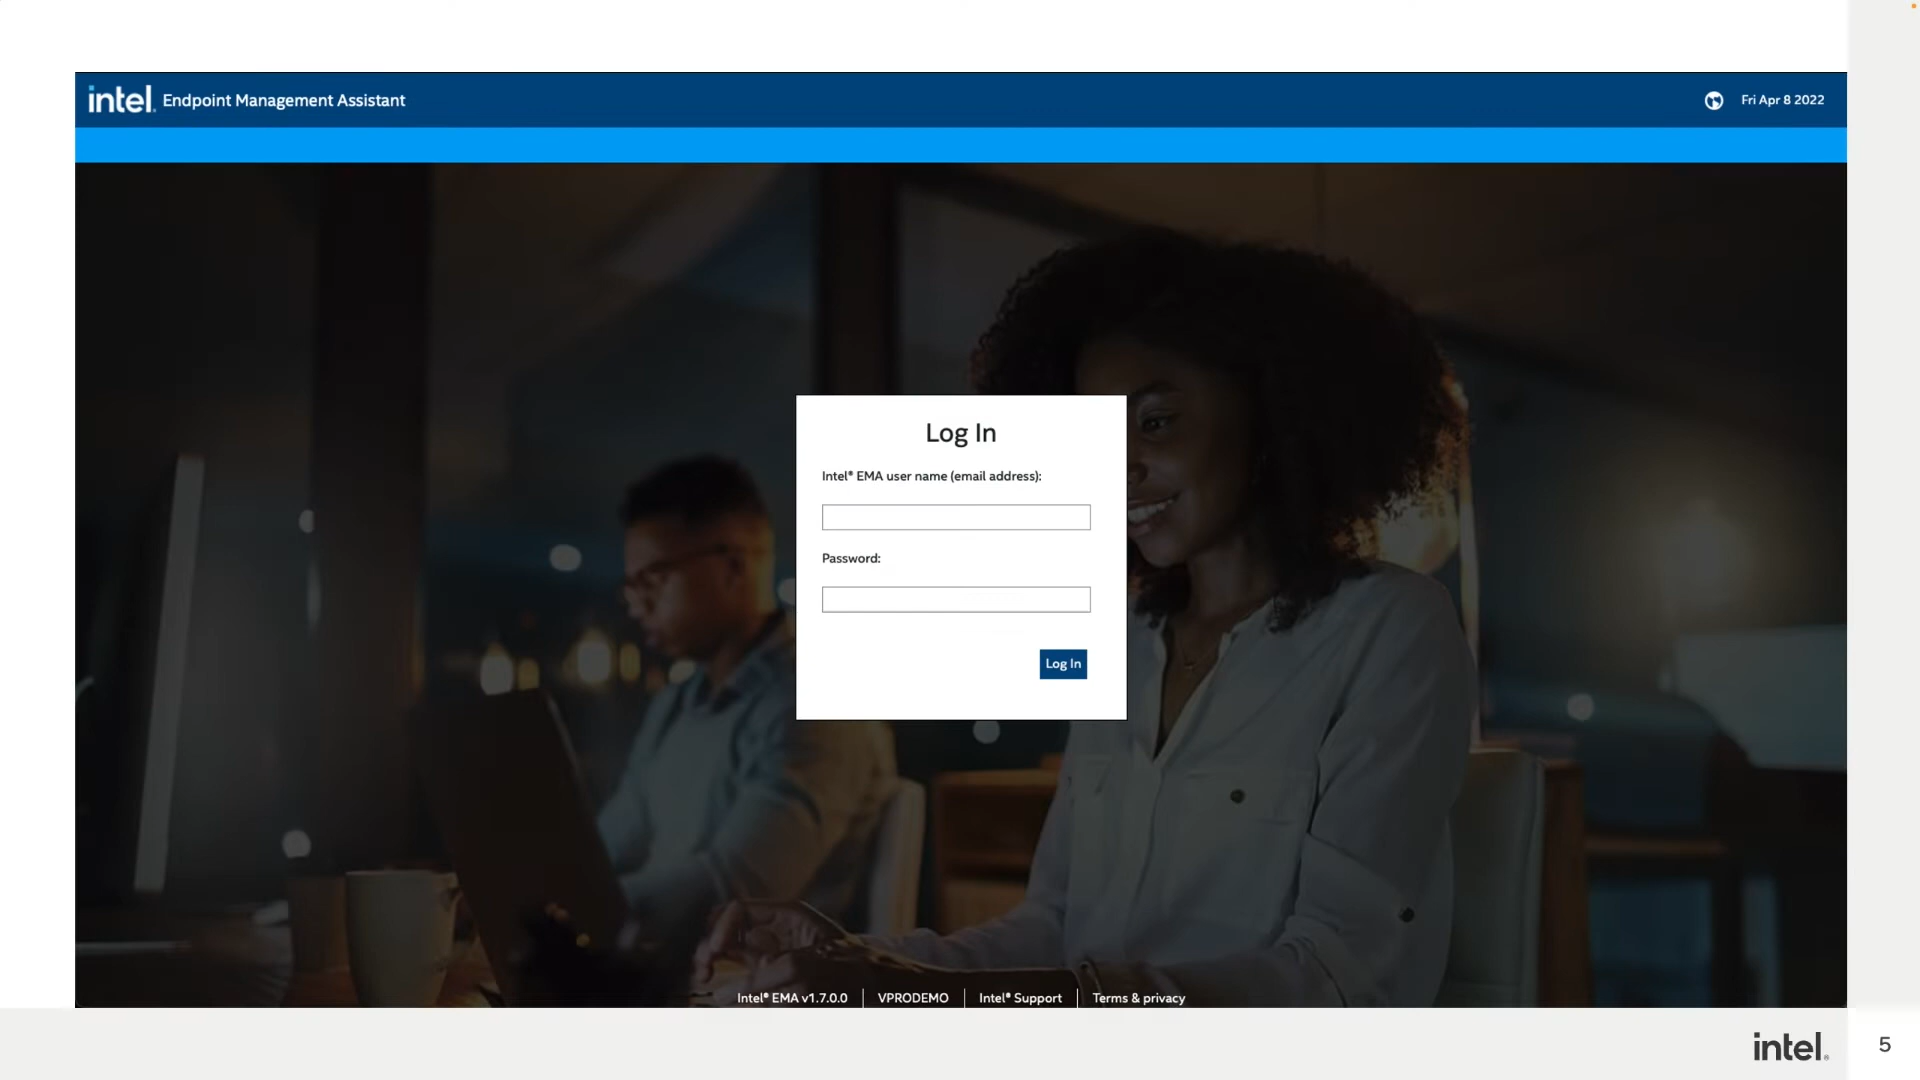 intel. Endpoint Management Assistant
Fri Apr 8 2022
Log In
Intel® EMA user name (email address):
Password:
Log In
Intel® EMA v1.7.0.0 | VPRODEMO | Intel® Support | Terms & privacy
intel.
5